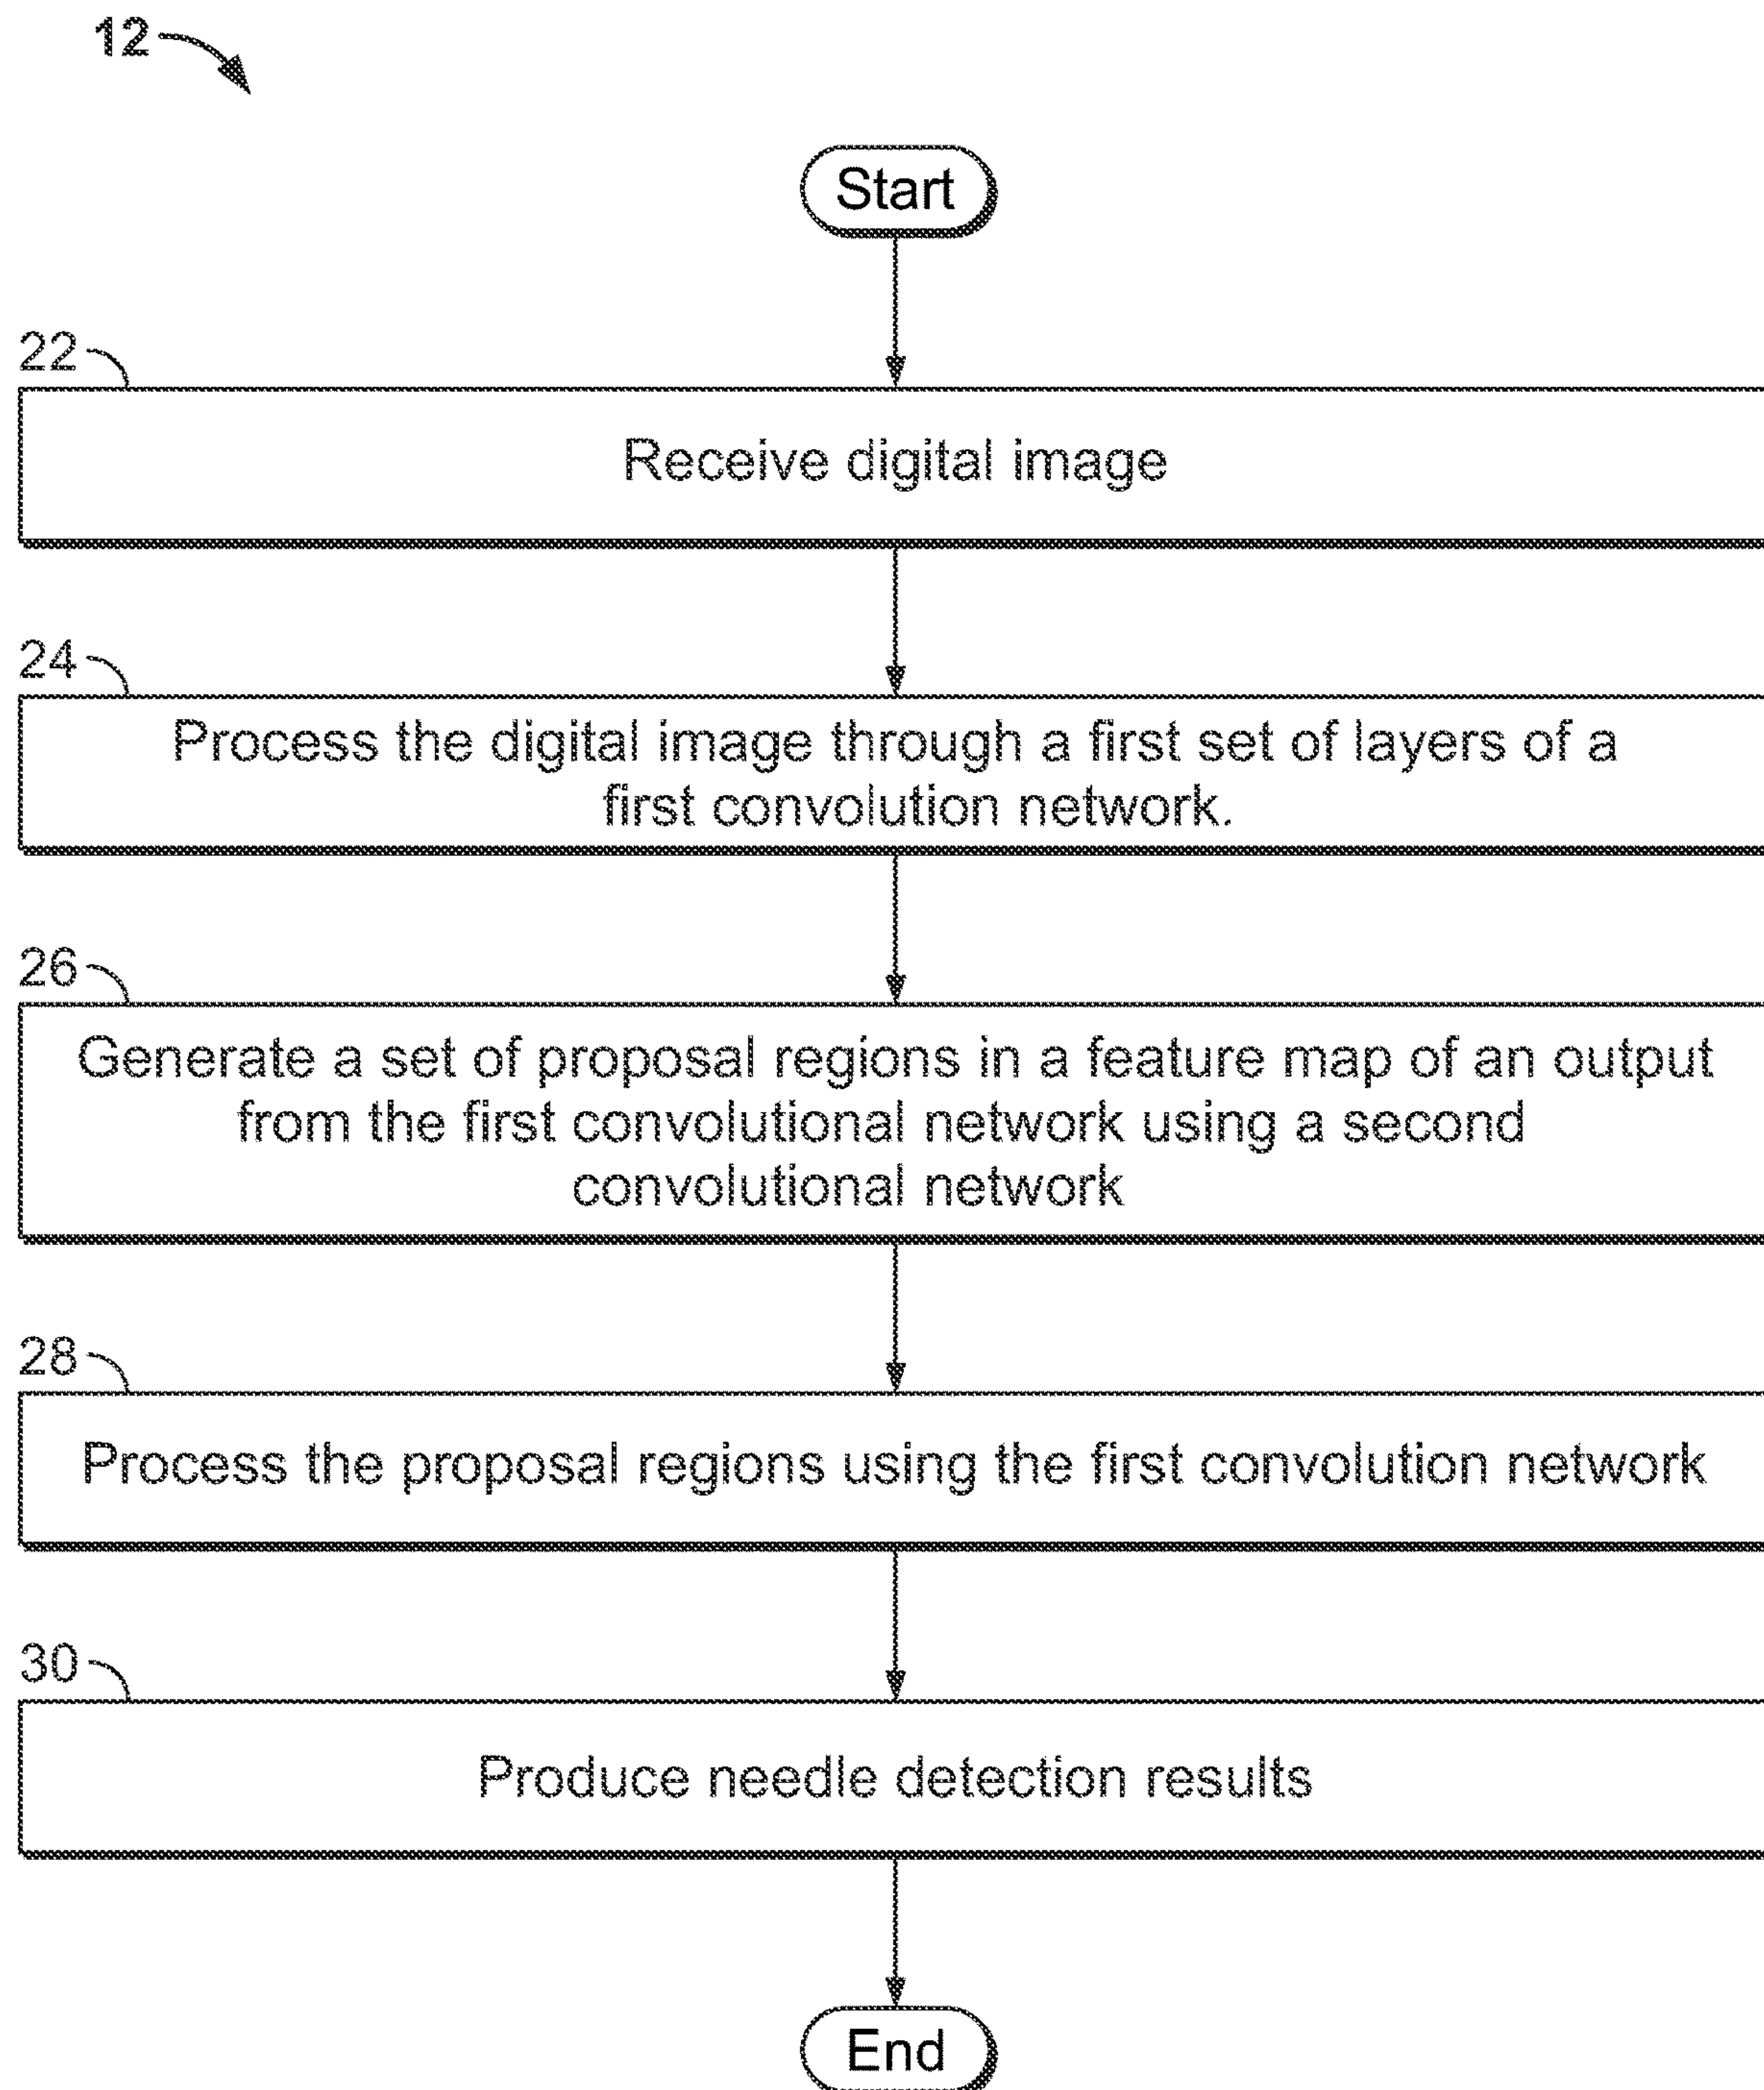 12
Start
22
Receive digital image
24
Process the digital image through a first set of layers of a
first convolution network.
26
Generate a set of proposal regions in a feature map of an output
from the first convolutional network using a second
convolutional network
28
Process the proposal regions using the first convolution network
30
Produce needle detection results
End